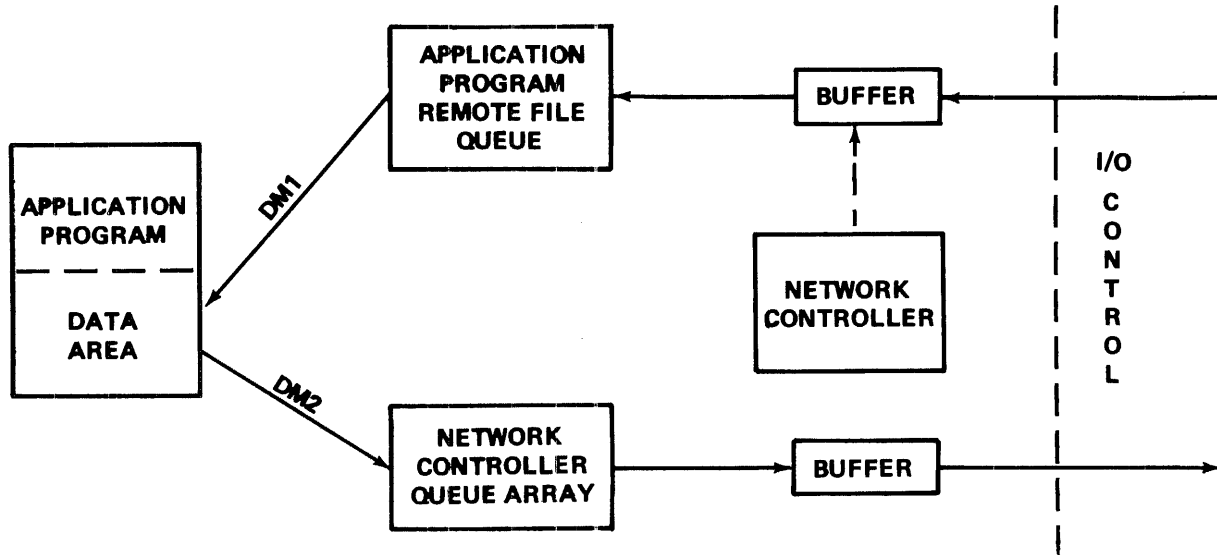 APPLICATION
PROGRAM
REMOTE FILE
QUEUE
BUFFER
I/O
CONTROL
DM1
APPLICATION
PROGRAM
DATA
AREA
NETWORK
CONTROLLER
DM2
NETWORK
CONTROLLER
QUEUE ARRAY
BUFFER